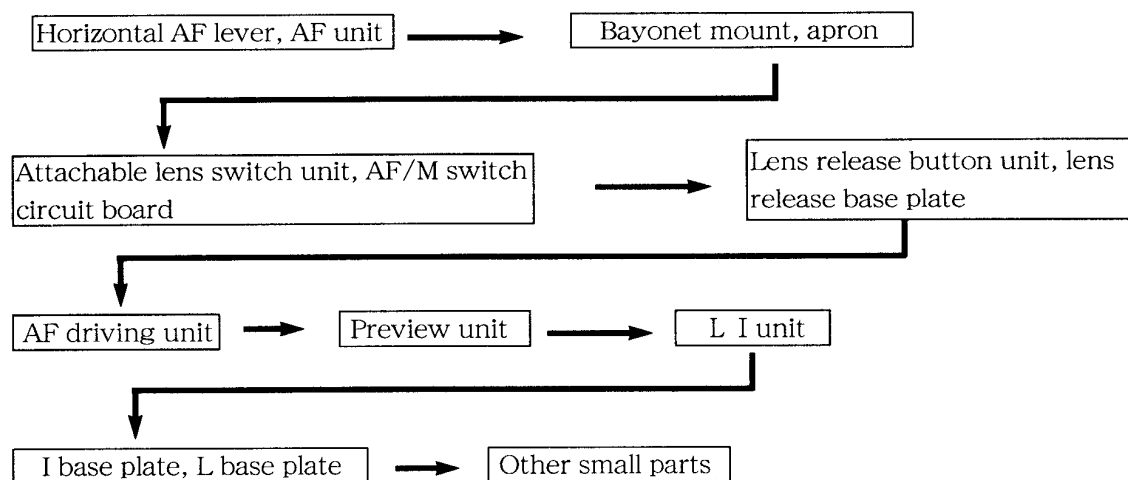 Horizontal AF lever, AF unit
Bayonet mount, apron
Attachable lens switch unit, AF/M switch
circuit board
Lens release button unit, lens
release base plate
AF driving unit
Preview unit
L I unit
I base plate, L base plate
Other small parts